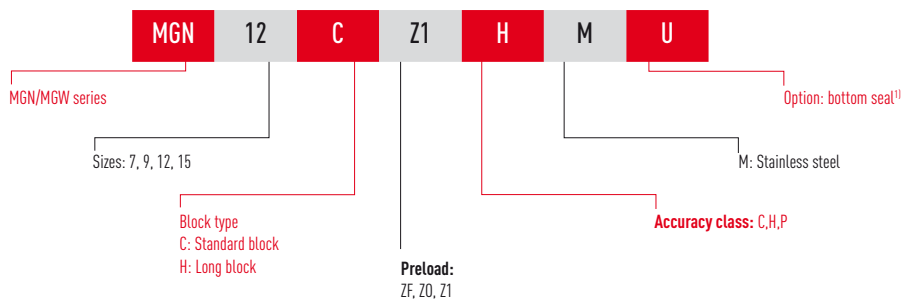 MGN 12 C Z1 H M U
MGN/MGW series
Option: bottom seal¹⁾
Sizes: 7, 9, 12, 15
M: Stainless steel
Block type
C: Standard block
H: Long block
Accuracy class: C,H,P
Preload:
ZF, Z0, Z1